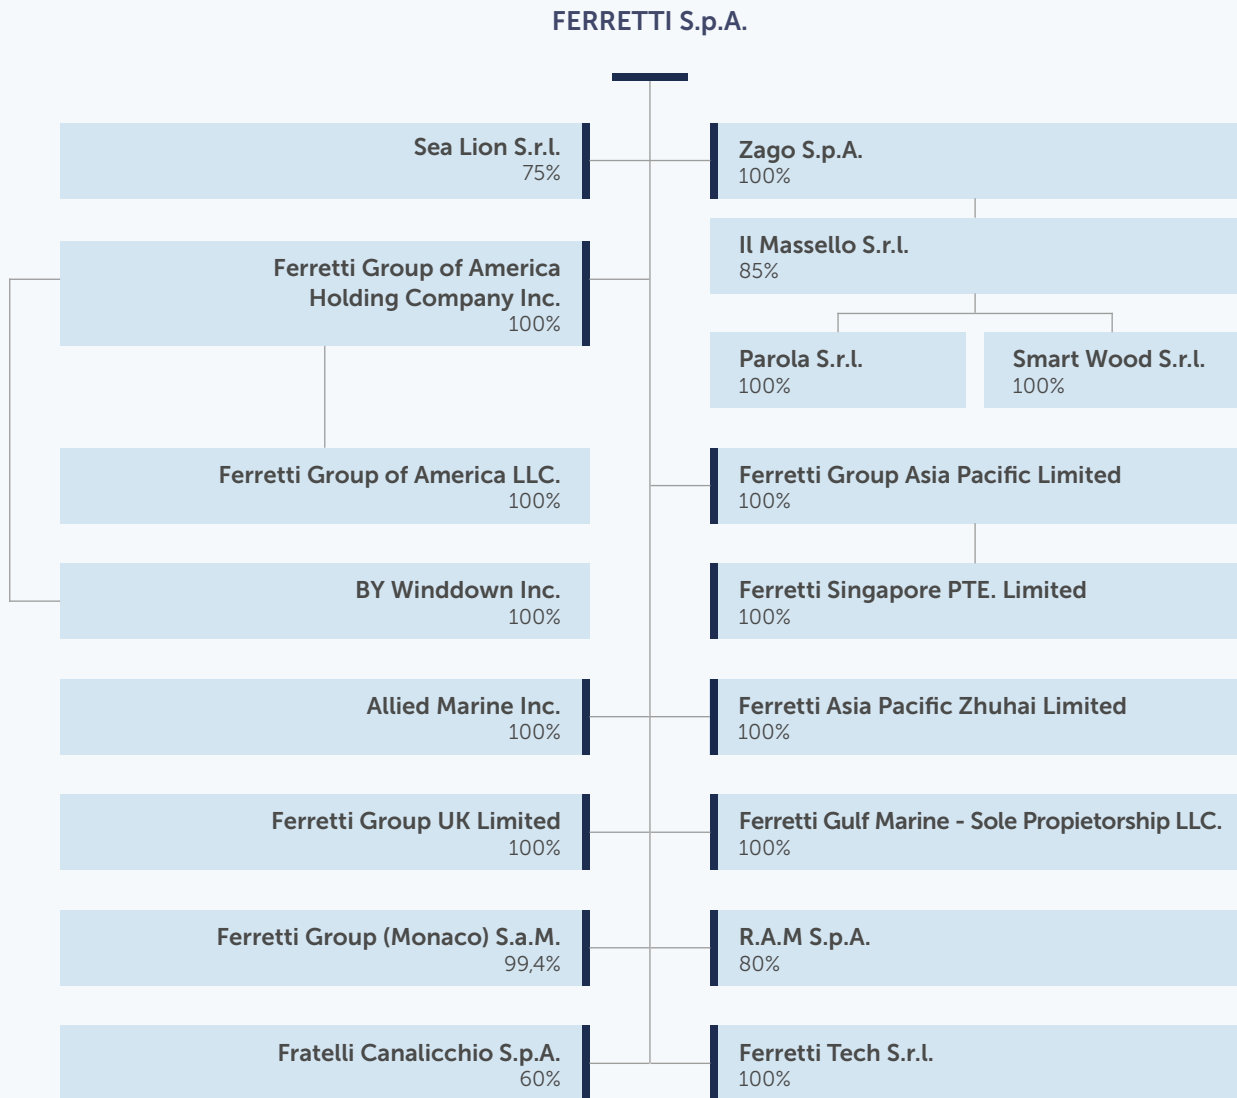 FERRETTI S.p.A.
Sea Lion S.r.l.
75%
Zago S.p.A.
100%
Ferretti Group of America
Holding Company Inc.
100%
Il Massello S.r.l.
85%
Parola S.r.l.
100%
Smart Wood S.r.l.
100%
Ferretti Group of America LLC.
100%
Ferretti Group Asia Pacific Limited
100%
BY Winddown Inc.
100%
Ferretti Singapore PTE. Limited
100%
Allied Marine Inc.
100%
Ferretti Asia Pacific Zhuhai Limited
100%
Ferretti Group UK Limited
100%
Ferretti Gulf Marine - Sole Propietorship LLC.
100%
Ferretti Group (Monaco) S.a.M.
99,4%
R.A.M S.p.A.
80%
Fratelli Canalicchio S.p.A.
60%
Ferretti Tech S.r.l.
100%